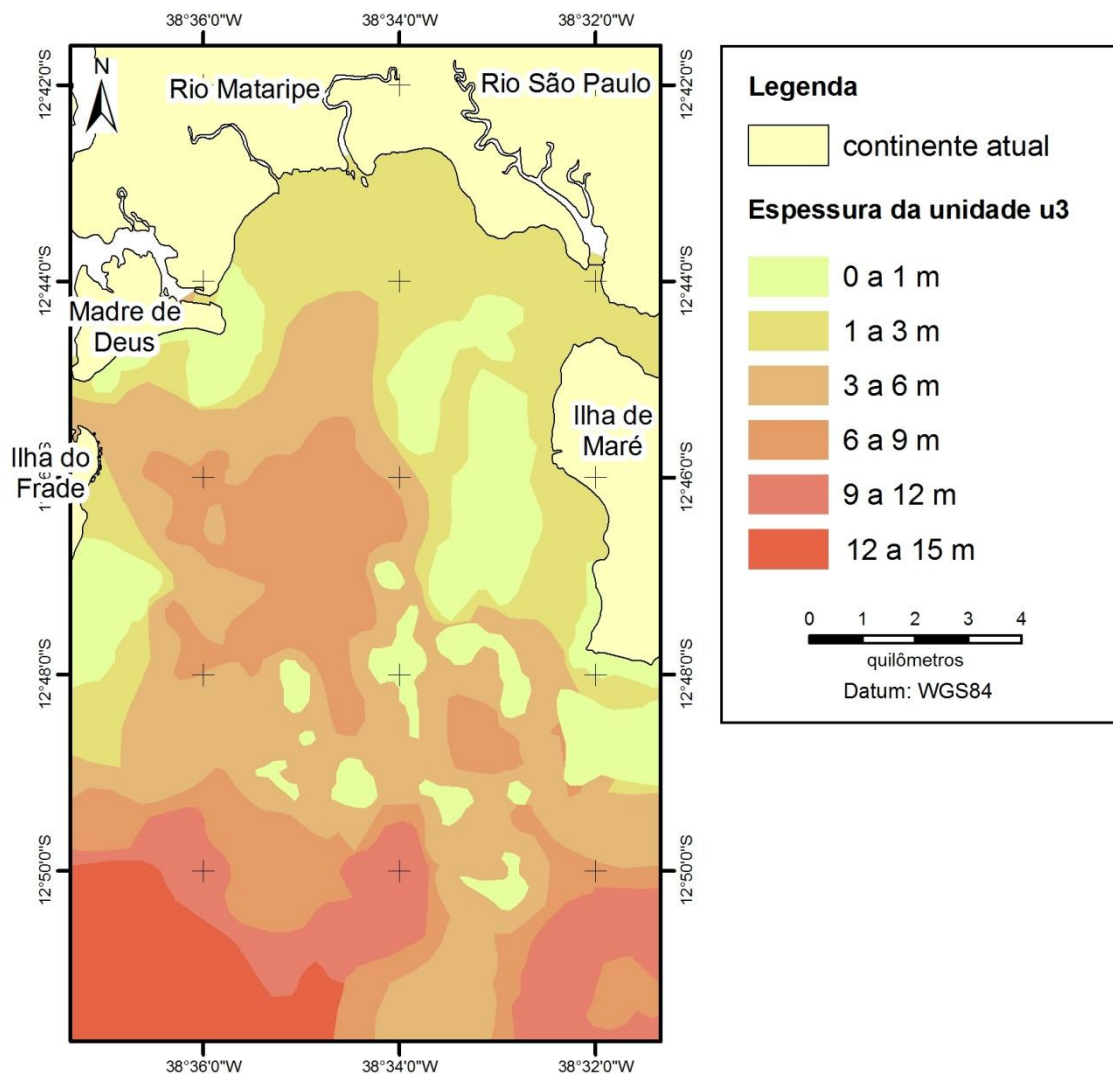 38°36'0"W
38°34'0"W
38°32'0"W
N
Rio Mataripe
Rio São Paulo
12°42'0"S
12°42'0"S
12°44'0"S
12°44'0"S
Madre de
Deus
Ilha de
Maré
Ilha do
Frade
12°46'0"S
12°48'0"S
12°48'0"S
12°50'0"S
12°50'0"S
38°36'0"W
38°34'0"W
38°32'0"W
Legenda
continente atual
Espessura da unidade u3
0 a 1 m
1 a 3 m
3 a 6 m
6 a 9 m
9 a 12 m
12 a 15 m
0 1 2 3 4
quilômetros
Datum: WGS84